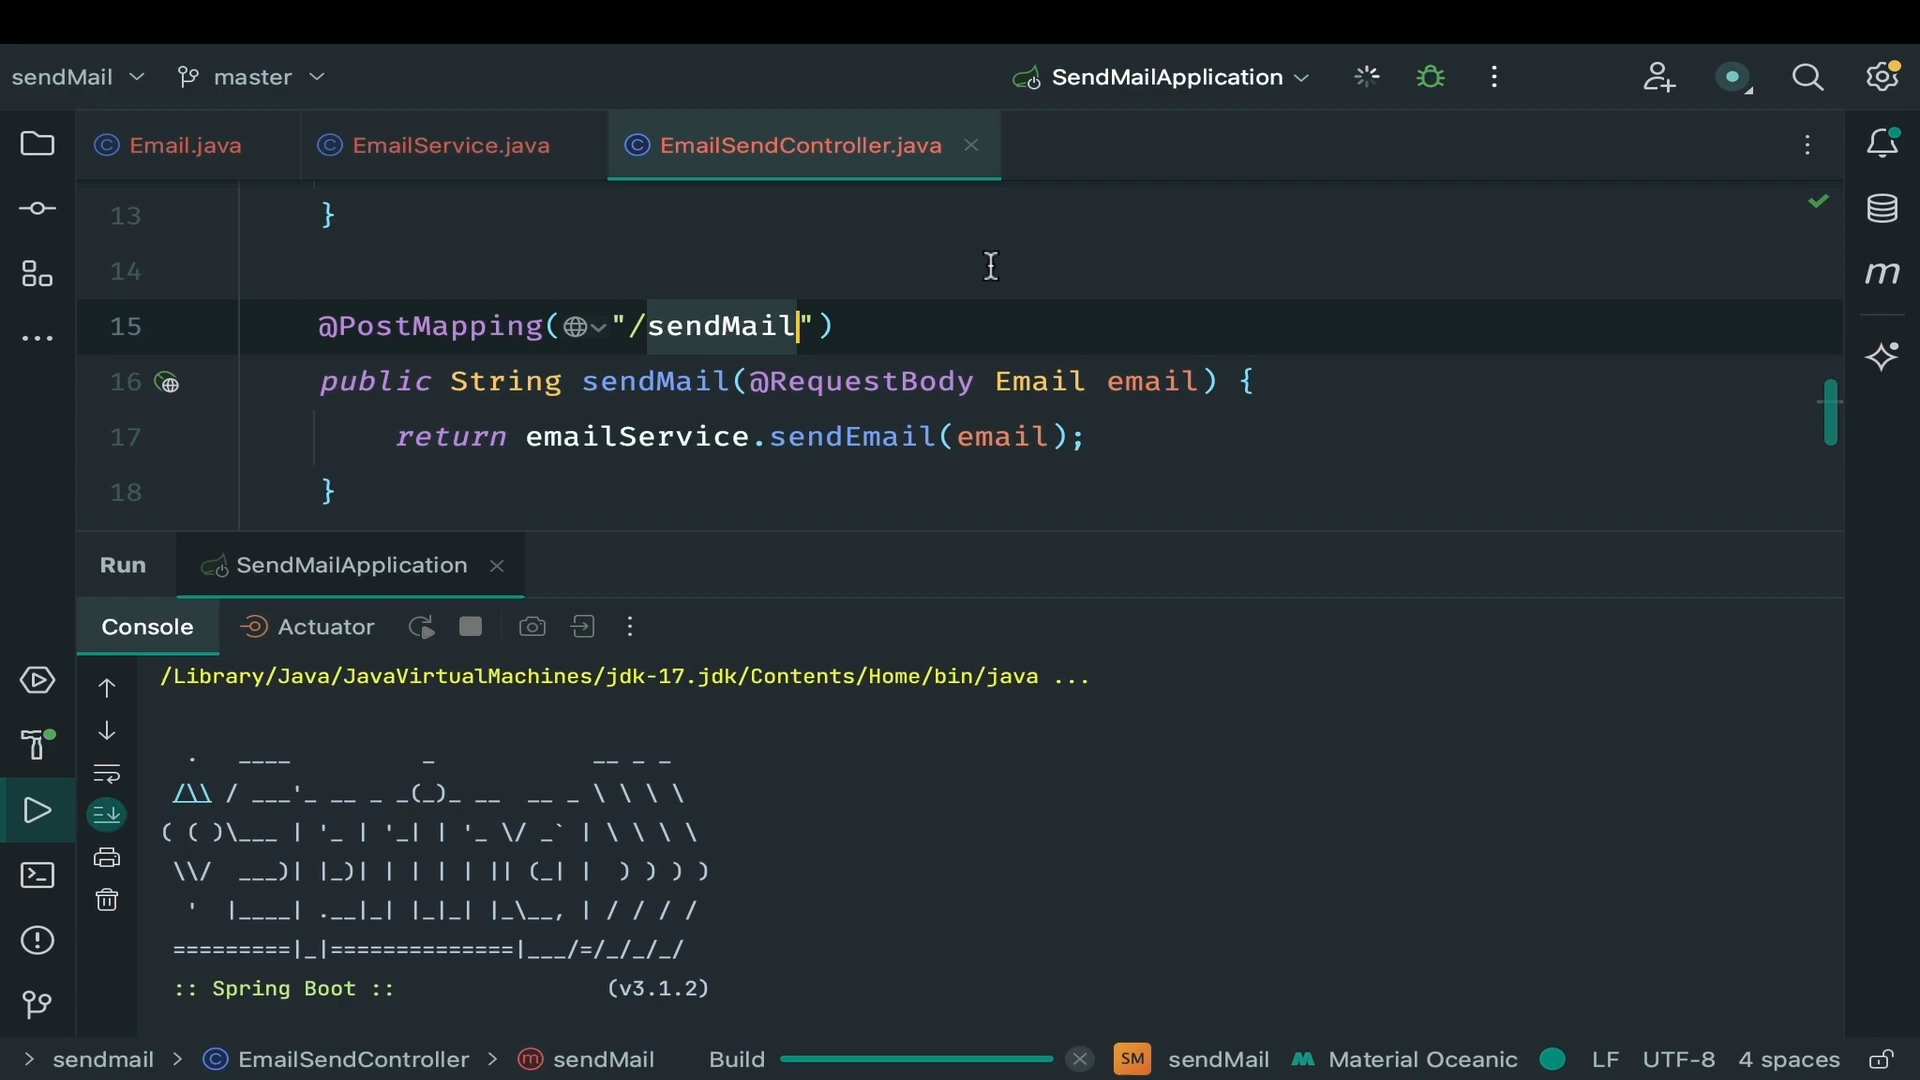 sendMail master SendMailApplication
Email.java EmailService.java EmailSendController.java
13 }
14
15 @PostMapping("/sendMail")
16 public String sendMail(@RequestBody Email email) {
17 return emailService.sendEmail(email);
18 }
Run SendMailApplication
Console Actuator
/Library/Java/JavaVirtualMachines/jdk-17.jdk/Contents/Home/bin/java ...
:: Spring Boot :: (v3.1.2)
> sendmail > EmailSendController > sendMail Build SM sendMail Material Oceanic LF UTF-8 4 spaces